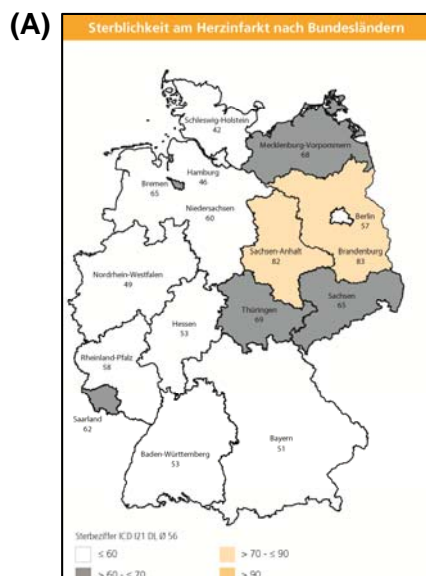 (A)
Sterblichkeit am Herzinfarkt nach Bundesländern
Schleswig-Holstein
42
Mecklenburg-Vorpommern
68
Hamburg
46
Bremen
65
Niedersachsen
60
Berlin
57
Sachsen-Anhalt
82
Brandenburg
83
Nordrhein-Westfalen
49
Thüringen
69
Sachsen
65
Hessen
53
Rheinland-Pfalz
58
Saarland
62
Baden-Württemberg
53
Bayern
51
Sterbeziffer ICD I21 DL Ø 56
≤ 60
> 70 - ≤ 90
> 60 - ≤ 70
> 90